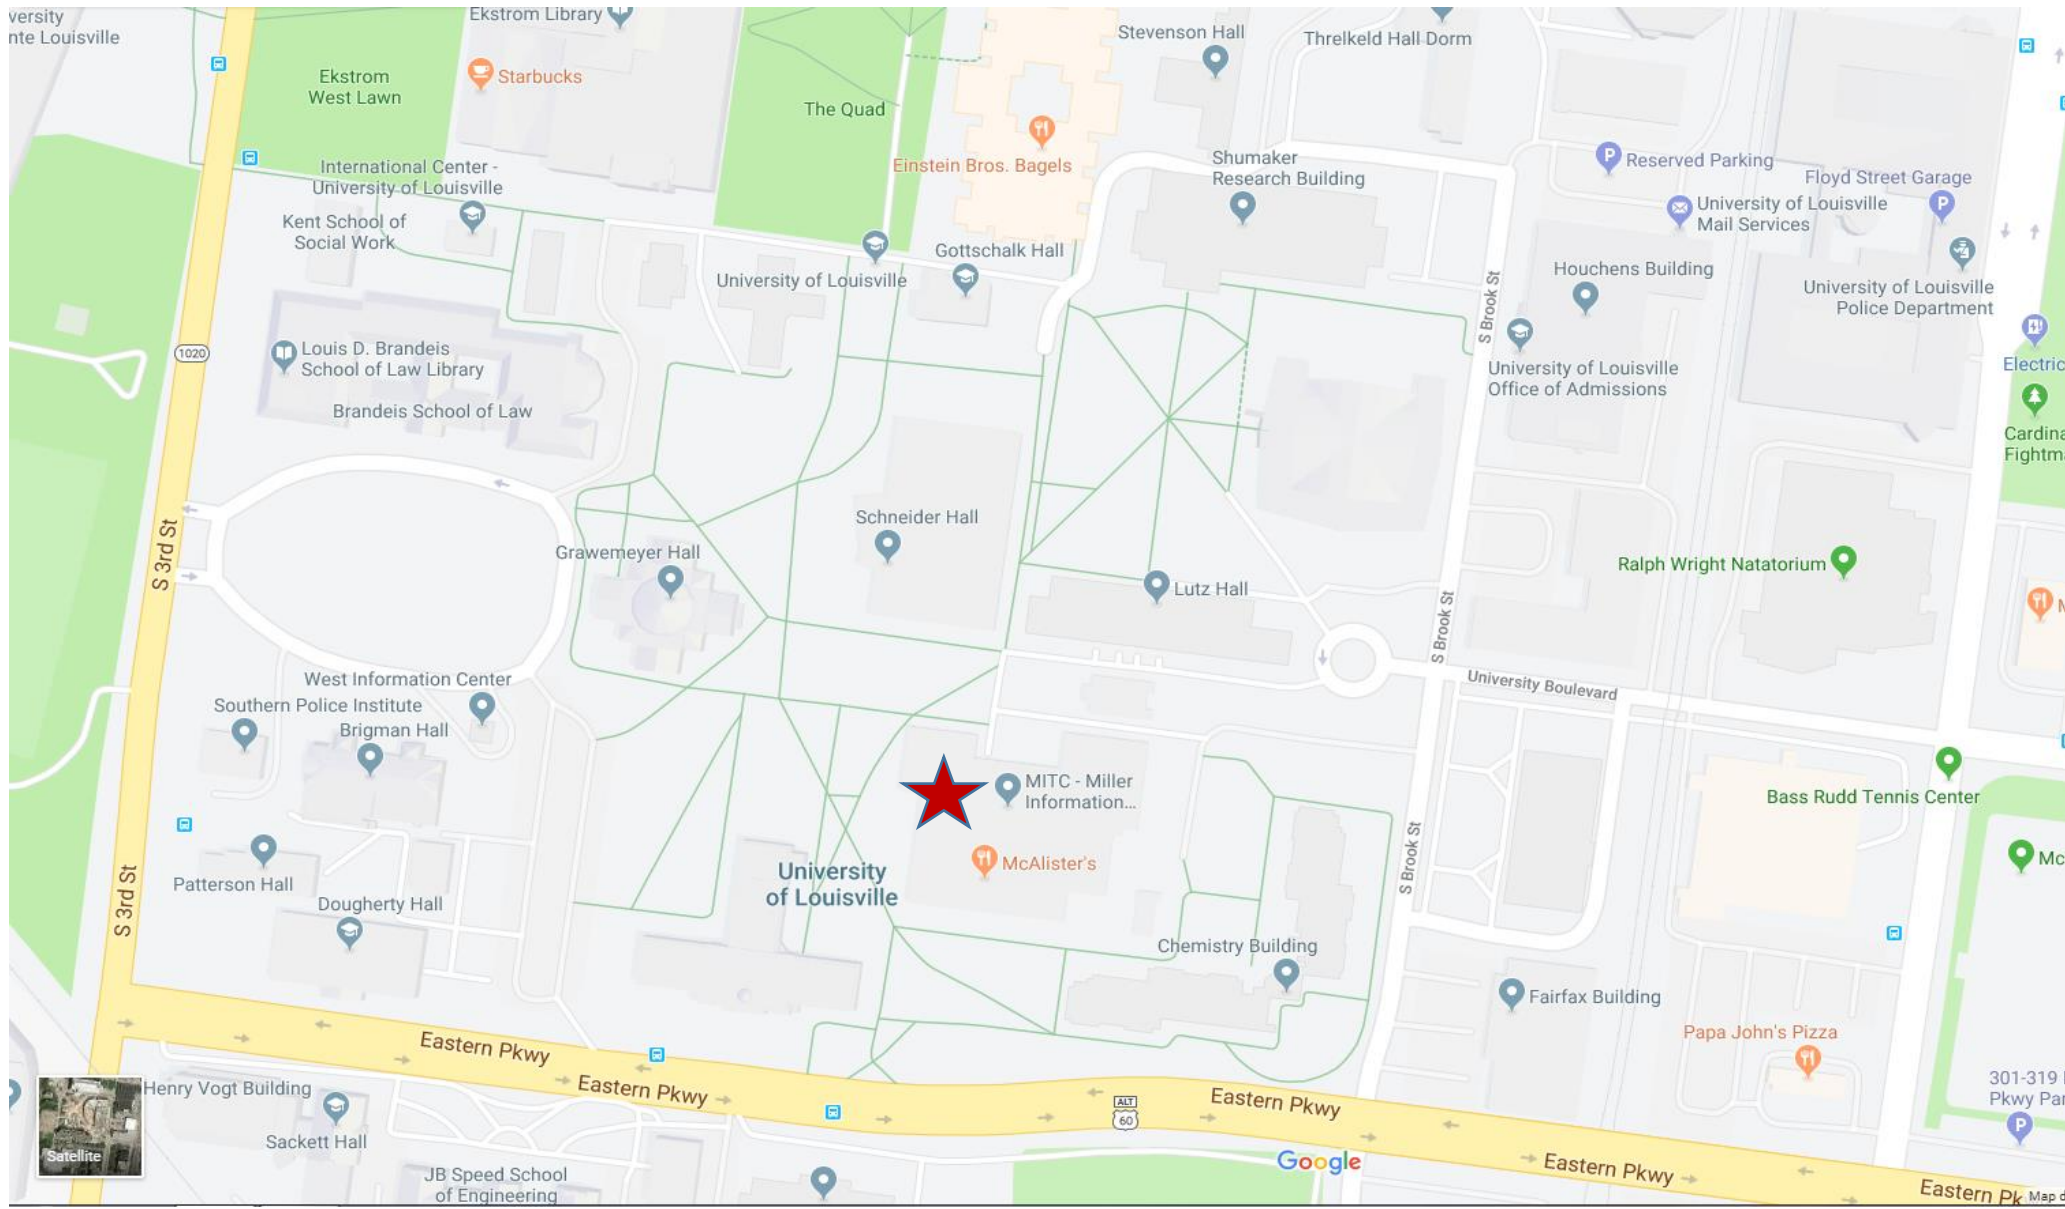 versity
nte Louisville
Ekstrom Library
Stevenson Hall
Threlkeld Hall Dorm
Ekstrom
West Lawn
Starbucks
The Quad
Einstein Bros. Bagels
Shumaker
Research Building
P
Reserved Parking
Floyd Street Garage
P
International Center -
University of Louisville
University of Louisville
Mail Services
Kent School of
Social Work
Gottschalk Hall
University of Louisville
Houchens Building
University of Louisville
Police Department
S Brook St
1020
Louis D. Brandeis
School of Law Library
University of Louisville
Office of Admissions
Electric
Brandeis School of Law
Cardina
Fightm
Schneider Hall
S 3rd St
Grawemeyer Hall
Ralph Wright Natatorium
Lutz Hall
S Brook St
University Boulevard
West Information Center
Southern Police Institute
Brigman Hall
MITC - Miller
Information...
Bass Rudd Tennis Center
McAlister's
Mc
S Brook St
University
of Louisville
Patterson Hall
S 3rd St
Dougherty Hall
Chemistry Building
Fairfax Building
Papa John's Pizza
Eastern Pkwy
Eastern Pkwy
Eastern Pkwy
ALT
60
301-319
Pkwy Par
P
Henry Vogt Building
Sackett Hall
Satellite
JB Speed School
of Engineering
Google
Eastern Pkwy
Eastern Pk
Map d